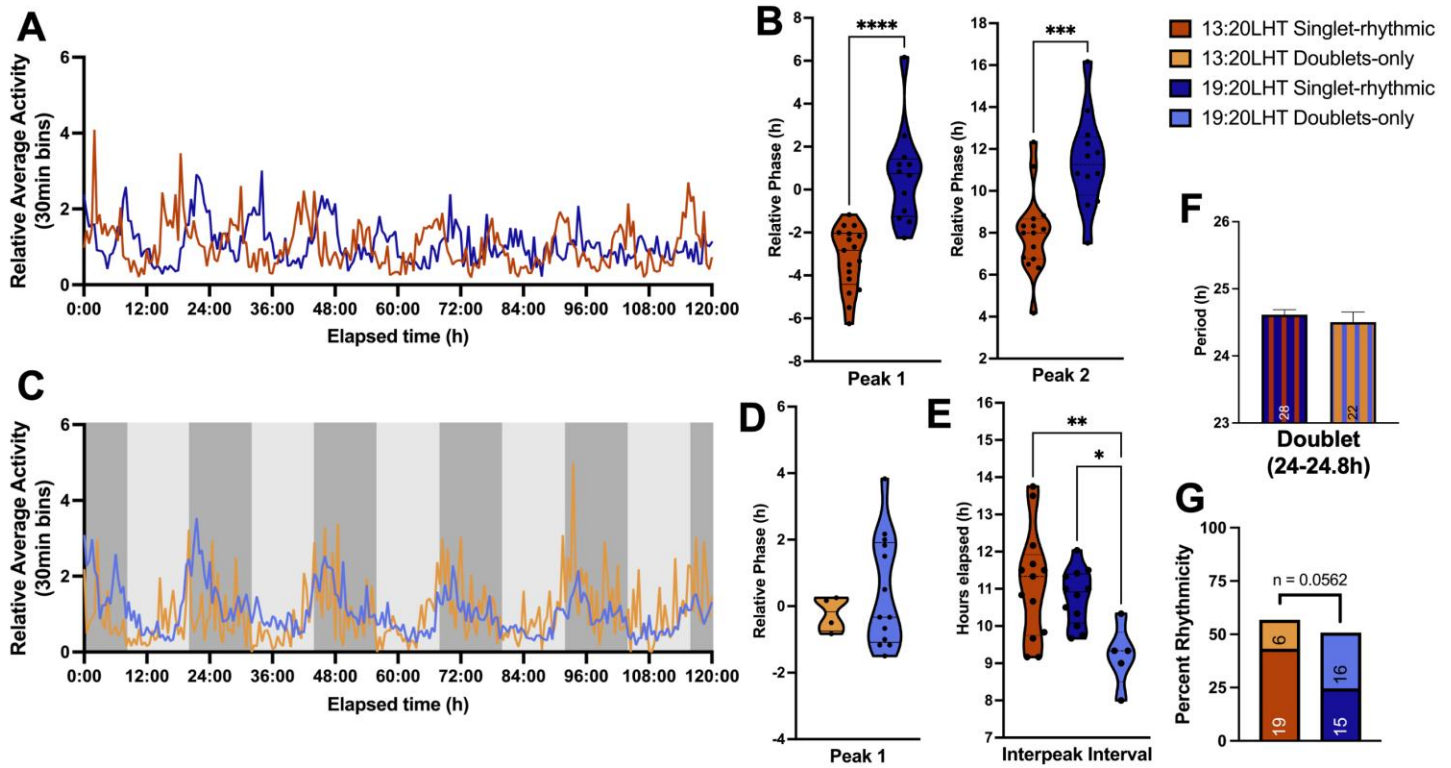 A
Relative Average Activity
(30min bins)
6
4
2
0
0:00 12:00 24:00 36:00 48:00 60:00 72:00 84:00 96:00 108:00 120:00
Elapsed time (h)
B
Relative Phase (h)
8
6
4
2
0
-2
-4
-6
-8
****
Peak 1
Relative Phase (h)
18
16
14
12
10
8
6
4
2
***
Peak 2
13:20LHT Singlet-rhythmic
13:20LHT Doublets-only
19:20LHT Singlet-rhythmic
19:20LHT Doublets-only
C
Relative Average Activity
(30min bins)
6
4
2
0
0:00 12:00 24:00 36:00 48:00 60:00 72:00 84:00 96:00 108:00 120:00
Elapsed time (h)
D
Relative Phase (h)
6
4
2
0
-2
-4
Peak 1
E
Hours elapsed (h)
16
15
14
13
12
11
10
9
8
7
**
*
Interpeak Interval
F
Period (h)
26
25
24
23
28
22
Doublet
(24-24.8h)
G
Percent Rhythmicity
100
75
50
25
0
n = 0.0562
6
19
16
15